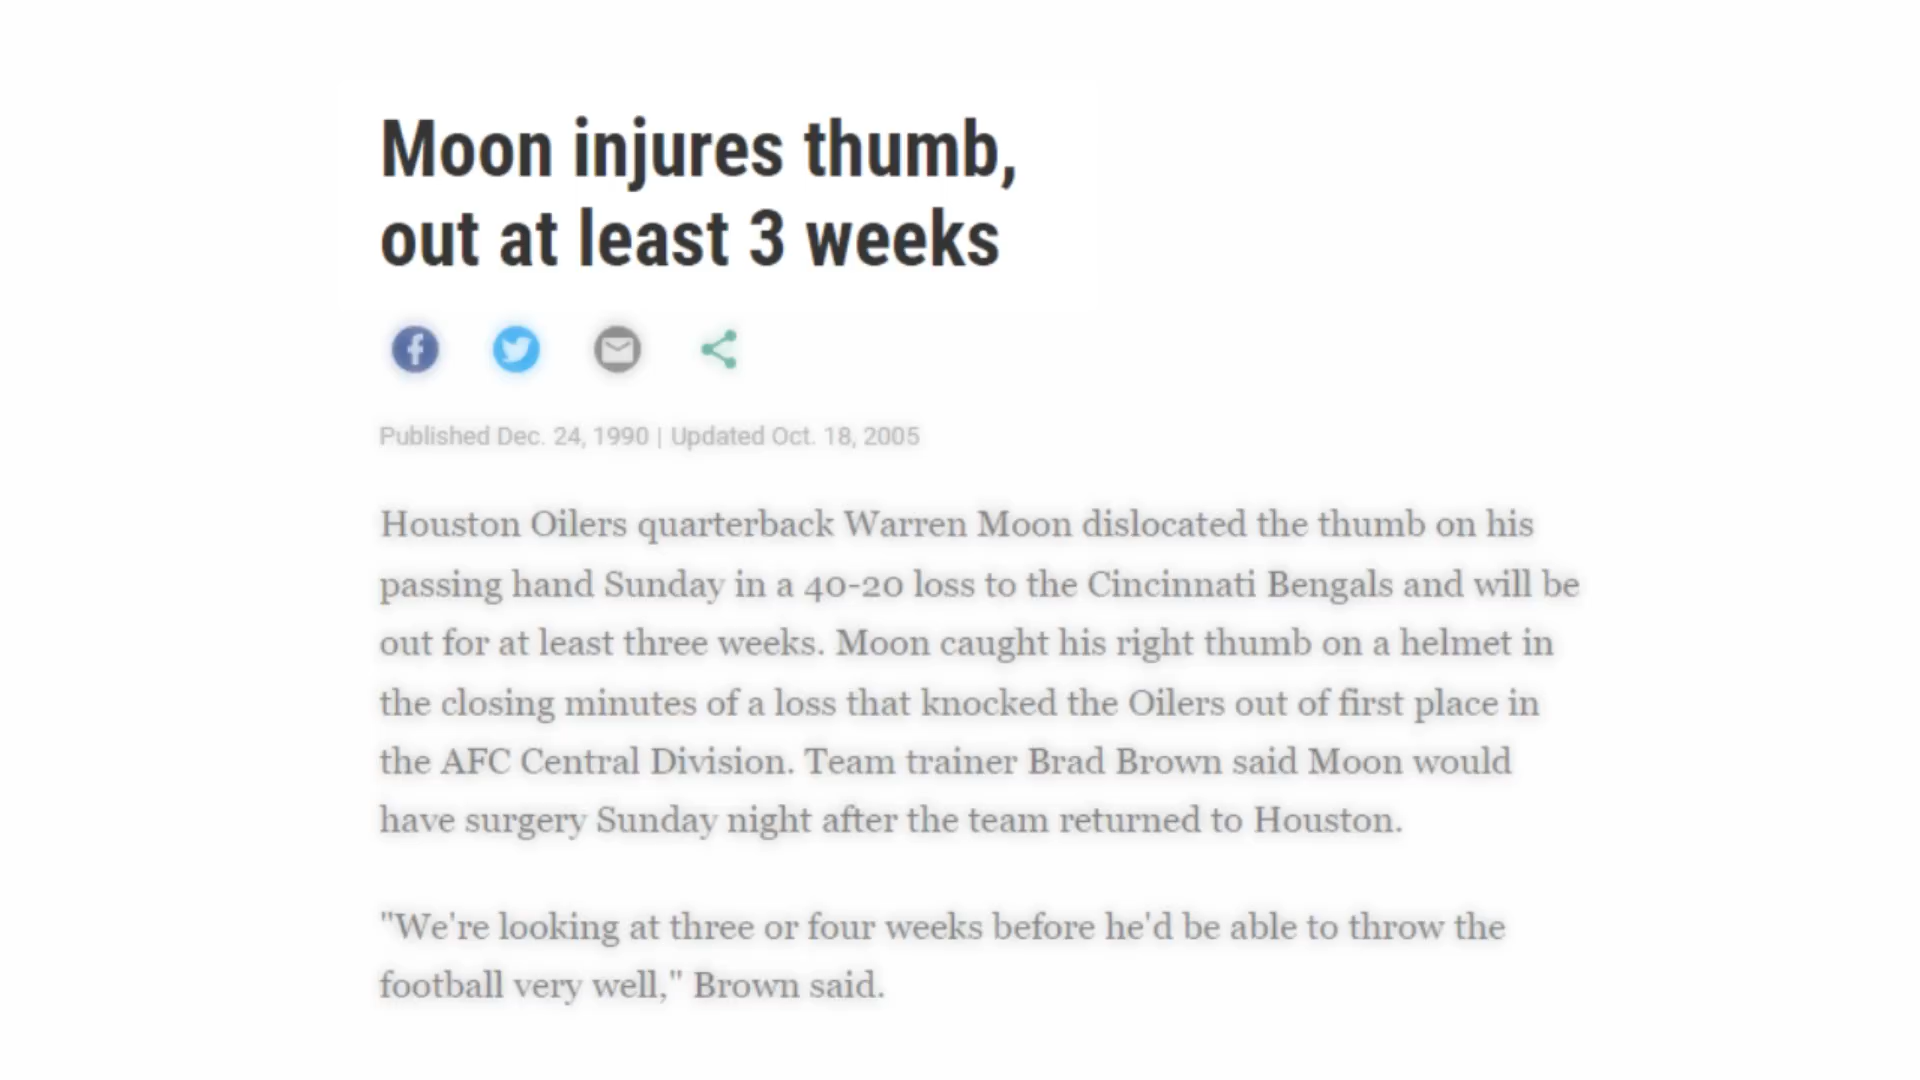 Moon injures thumb,
out at least 3 weeks
Published Dec. 24, 1990 | Updated Oct. 18, 2005
Houston Oilers quarterback Warren Moon dislocated the thumb on his
passing hand Sunday in a 40-20 loss to the Cincinnati Bengals and will be
out for at least three weeks. Moon caught his right thumb on a helmet in
the closing minutes of a loss that knocked the Oilers out of first place in
the AFC Central Division. Team trainer Brad Brown said Moon would
have surgery Sunday night after the team returned to Houston.
"We're looking at three or four weeks before he'd be able to throw the
football very well," Brown said.